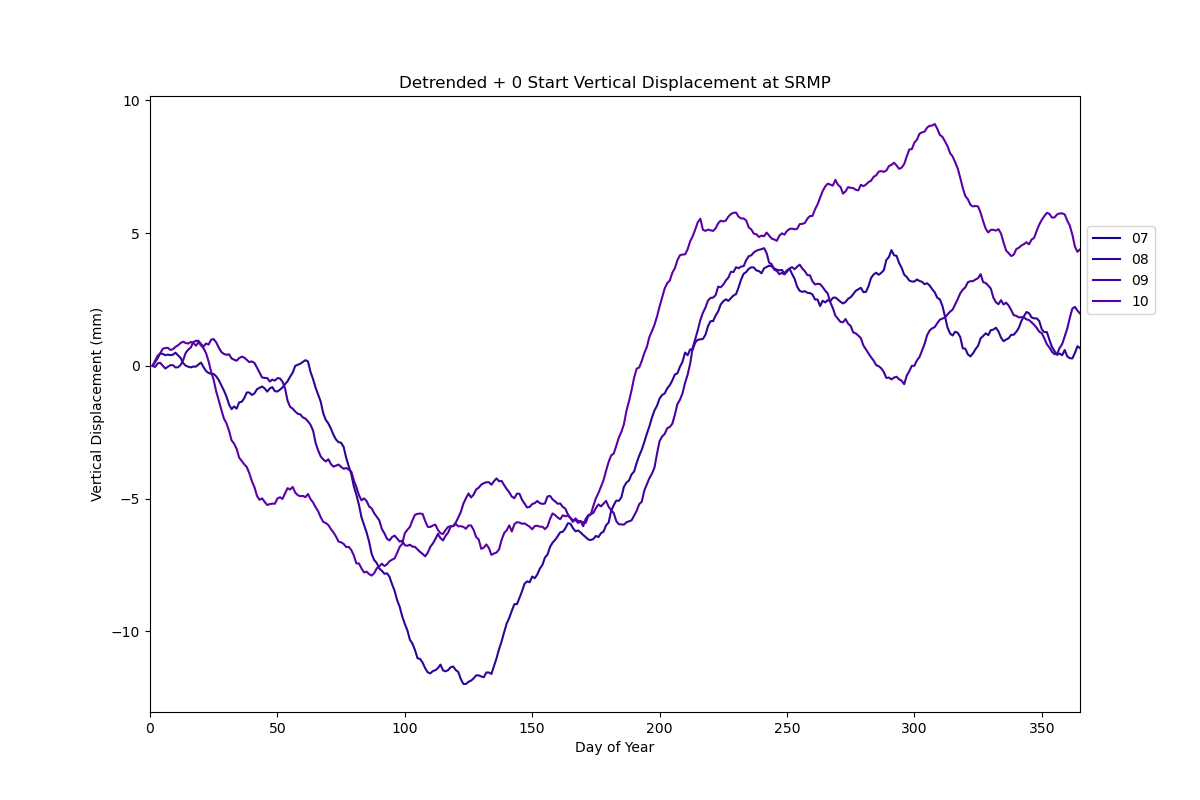 Detrended + 0 Start Vertical Displacement at SRMP
10
5
0
−5
−10
Vertical Displacement (mm)
0 50 100 150 200 250 300 350
Day of Year
07
08
09
10